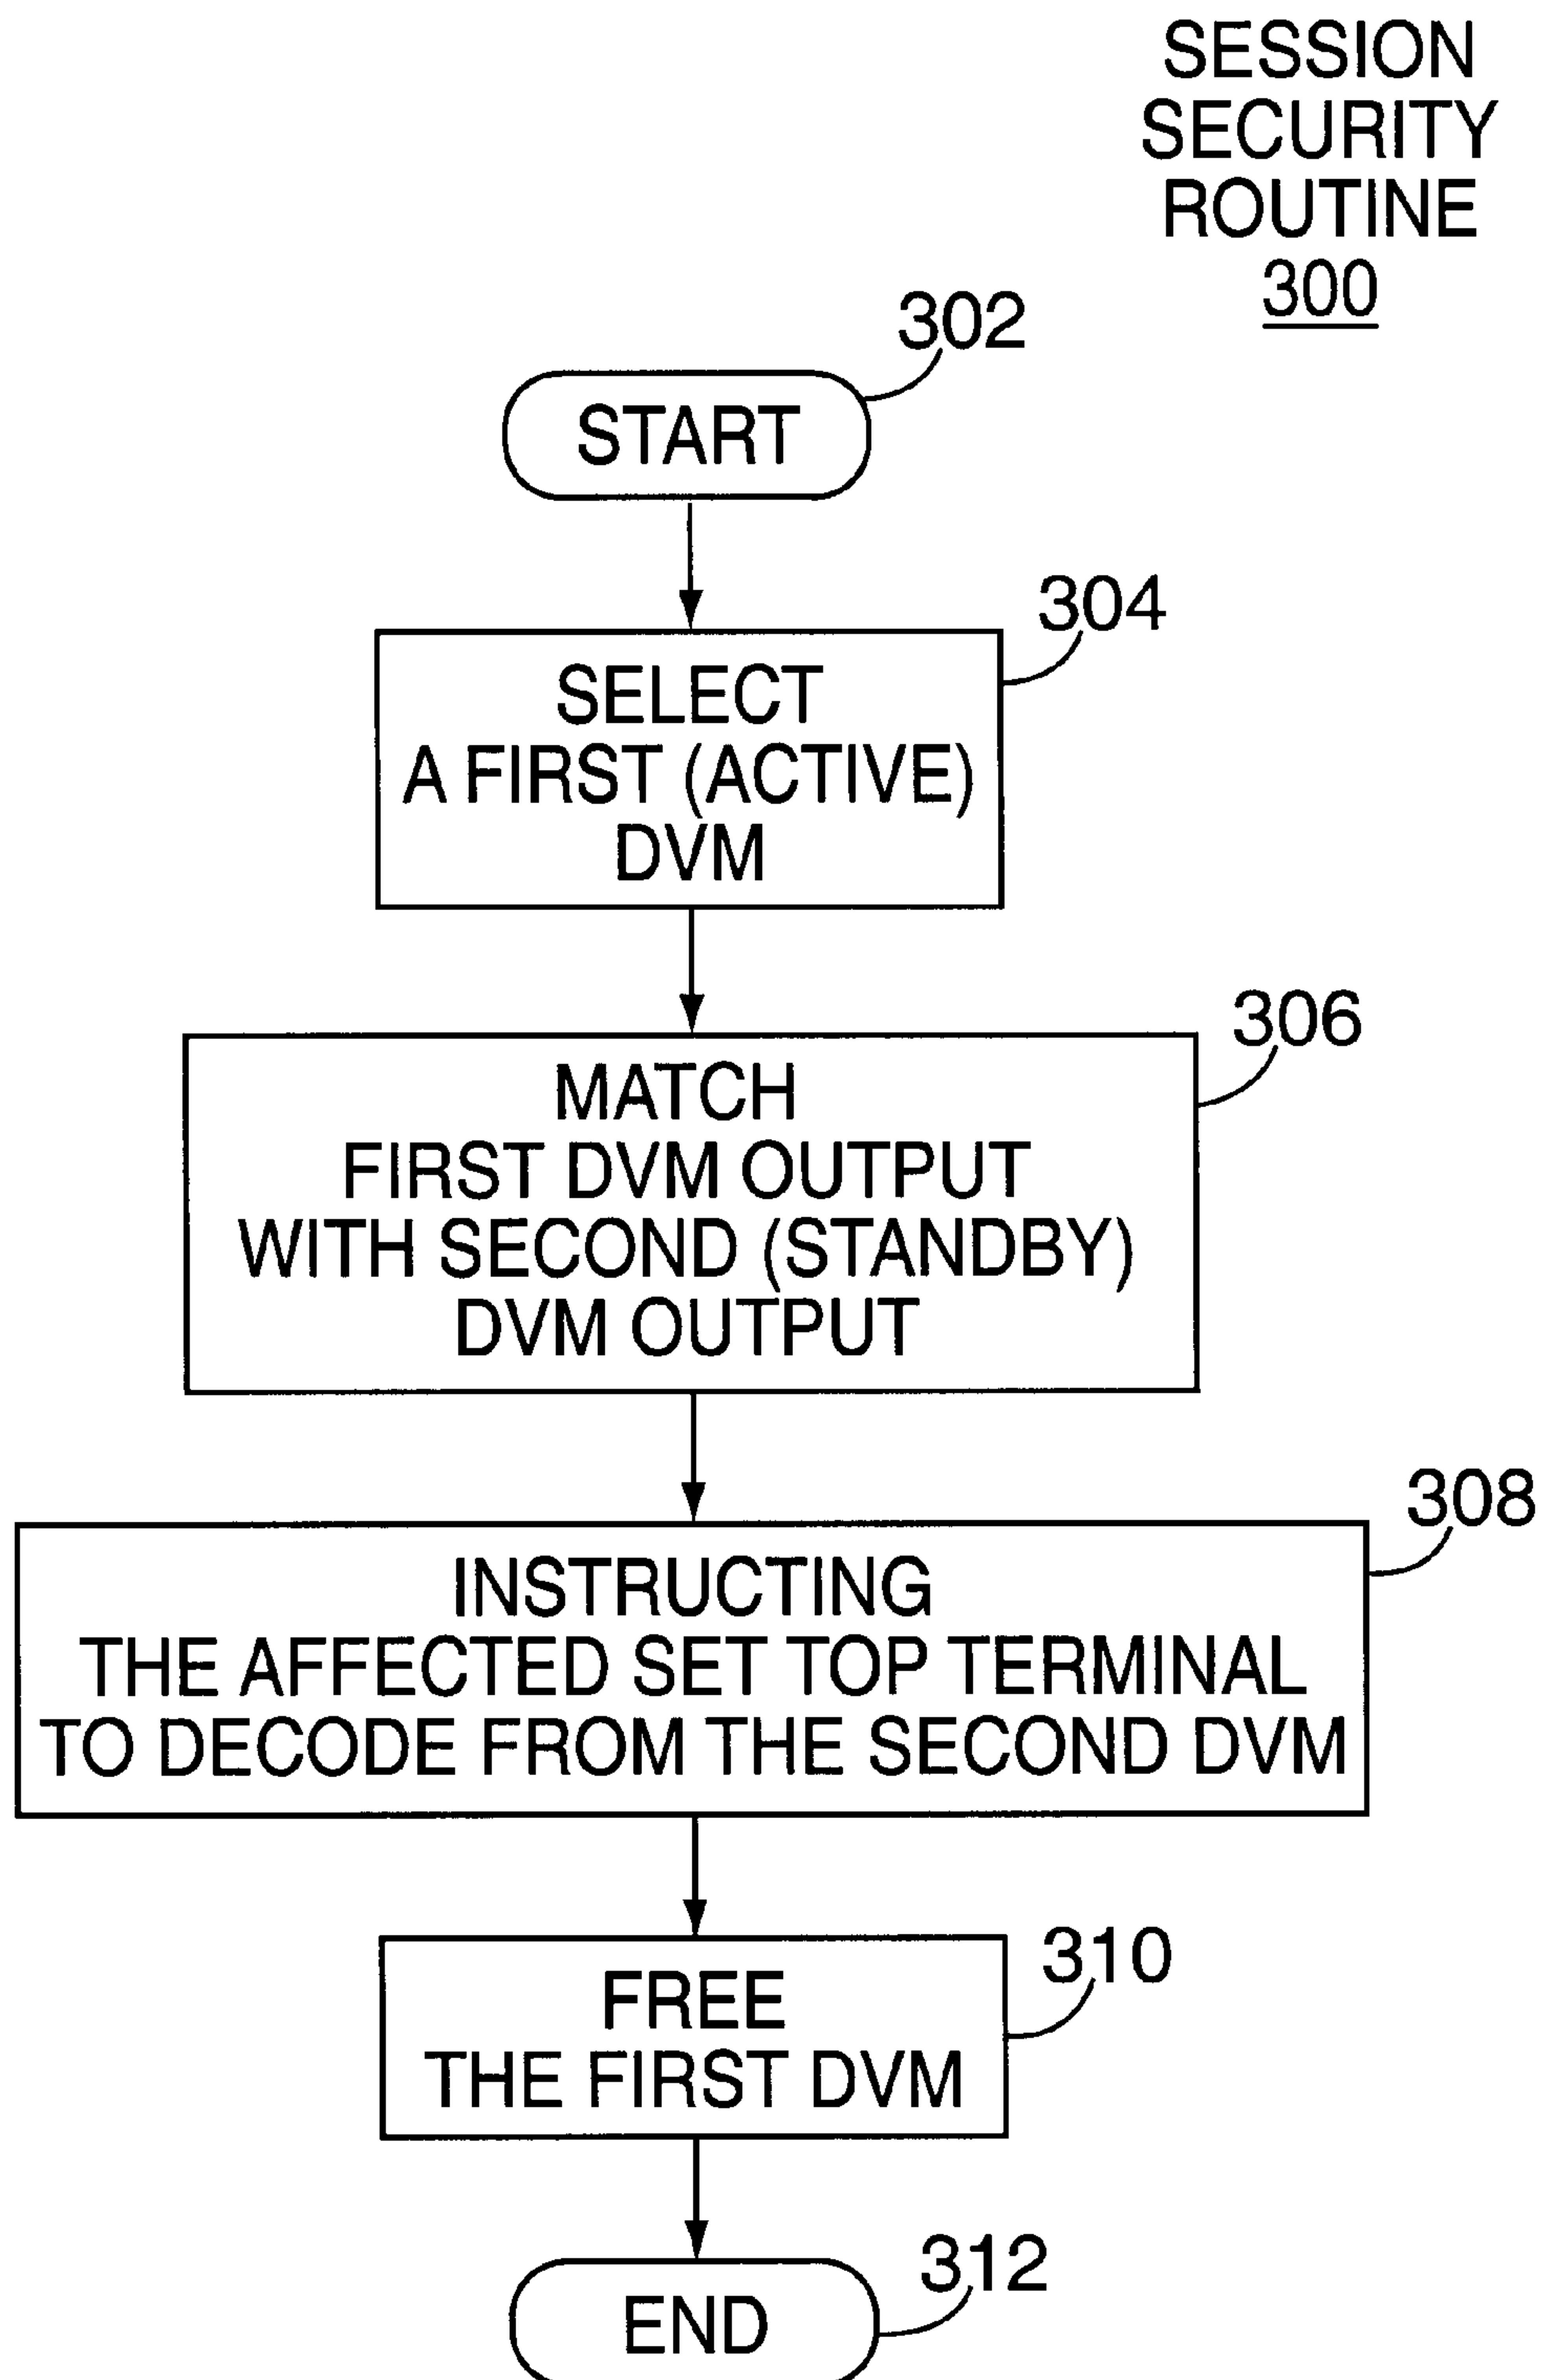 SESSION
SECURITY
ROUTINE
300
302
START
304
SELECT
A FIRST (ACTIVE)
DVM
306
MATCH
FIRST DVM OUTPUT
WITH SECOND (STANDBY)
DVM OUTPUT
308
INSTRUCTING
THE AFFECTED SET TOP TERMINAL
TO DECODE FROM THE SECOND DVM
310
FREE
THE FIRST DVM
312
END